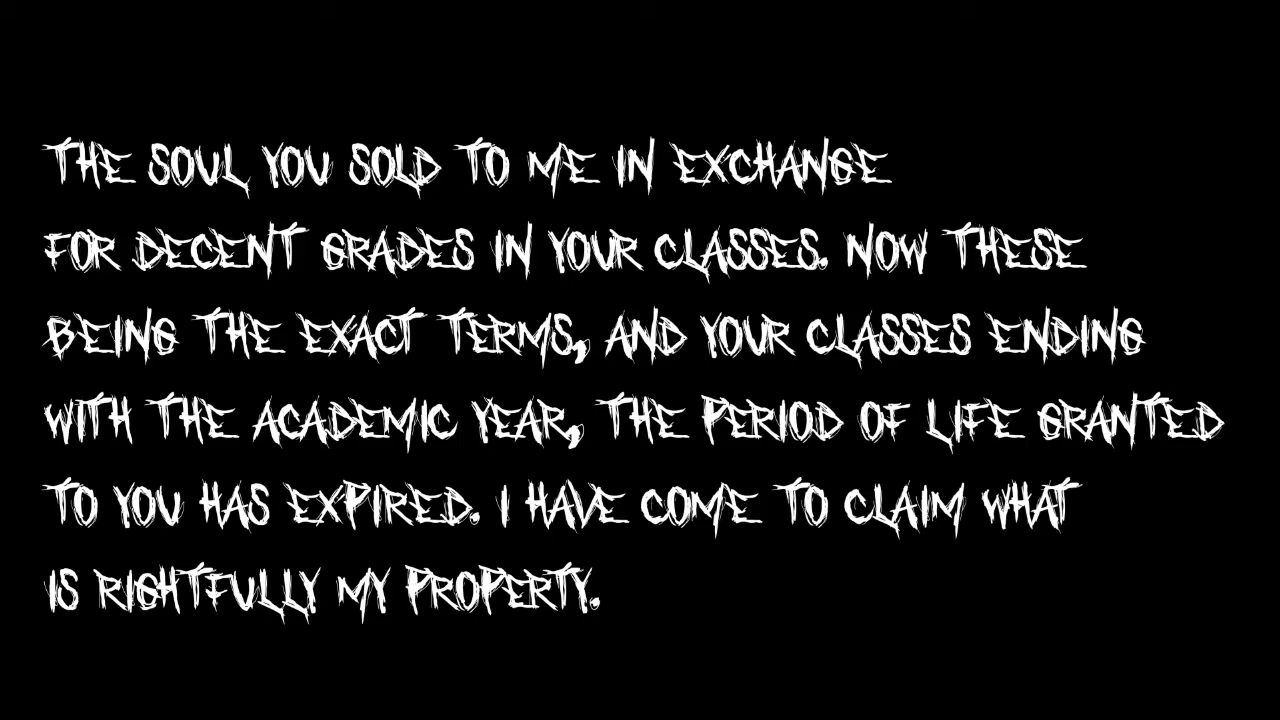 THE SOUL YOU SOLD TO ME IN EXCHANGE
FOR DECENT GRADES IN YOUR CLASSES. NOW THESE
BEING THE EXACT TERMS, AND YOUR CLASSES ENDING
WITH THE ACADEMIC YEAR, THE PERIOD OF LIFE GRANTED
TO YOU HAS EXPIRED. I HAVE COME TO CLAIM WHAT
IS RIGHTFULLY MY PROPERTY.